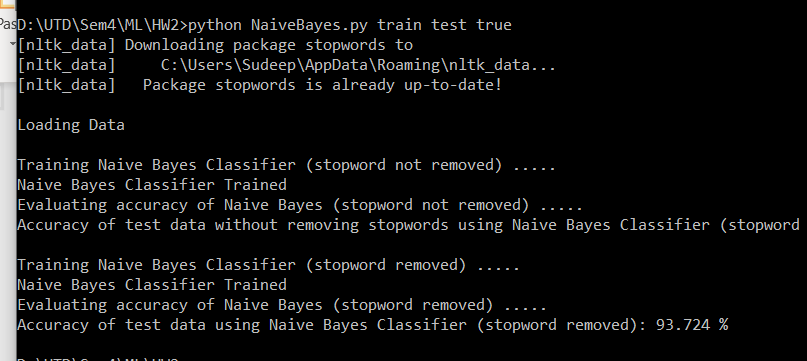 Pas
D:\UTD\Sem4\ML\HW2>python NaiveBayes.py train test true
[nltk_data] Downloading package stopwords to
[nltk_data]     C:\Users\Sudeep\AppData\Roaming\nltk_data...
[nltk_data]   Package stopwords is already up-to-date!
Loading Data
Training Naive Bayes Classifier (stopword not removed) .....
Naive Bayes Classifier Trained
Evaluating accuracy of Naive Bayes (stopword not removed) .....
Accuracy of test data without removing stopwords using Naive Bayes Classifier (stopword
Training Naive Bayes Classifier (stopword removed) .....
Naive Bayes Classifier Trained
Evaluating accuracy of Naive Bayes (stopword removed) .....
Accuracy of test data using Naive Bayes Classifier (stopword removed): 93.724 %